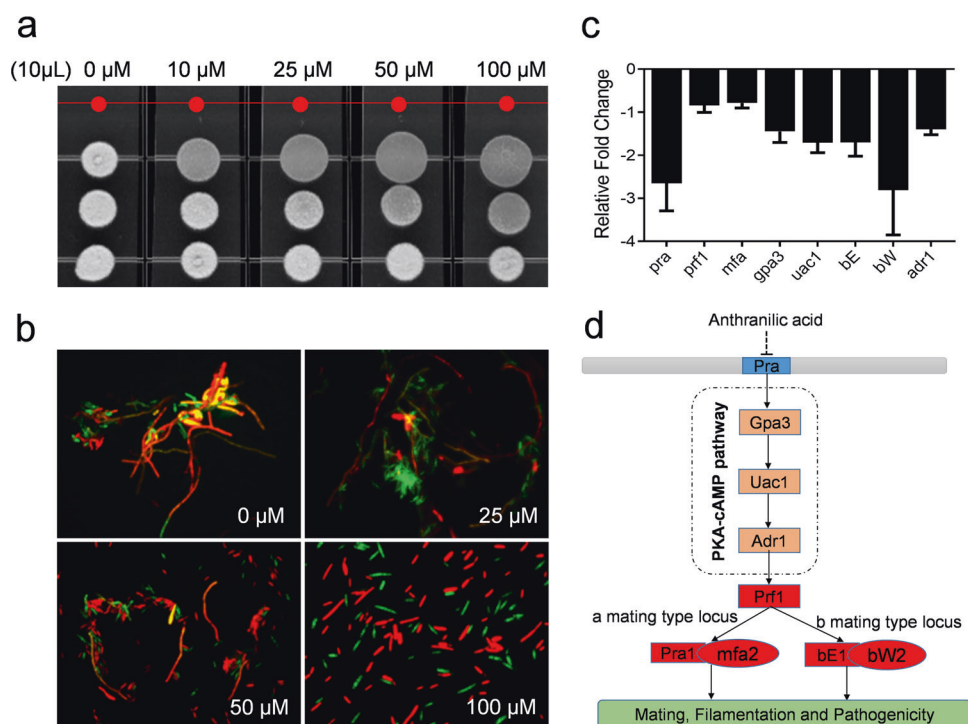 a
(10µL) 0 µM 10 µM 25 µM 50 µM 100 µM
b
0 µM
25 µM
50 µM
100 µM
c
Relative Fold Change
0
-1
-2
-3
-4
pra prf1 mfa gpa3 uac1 bE bW adr1
d
Anthranilic acid
Pra
PKA-cAMP pathway
Gpa3
Uac1
Adr1
Prf1
a mating type locus
b mating type locus
Pra1 mfa2
bE1 bW2
Mating, Filamentation and Pathogenicity